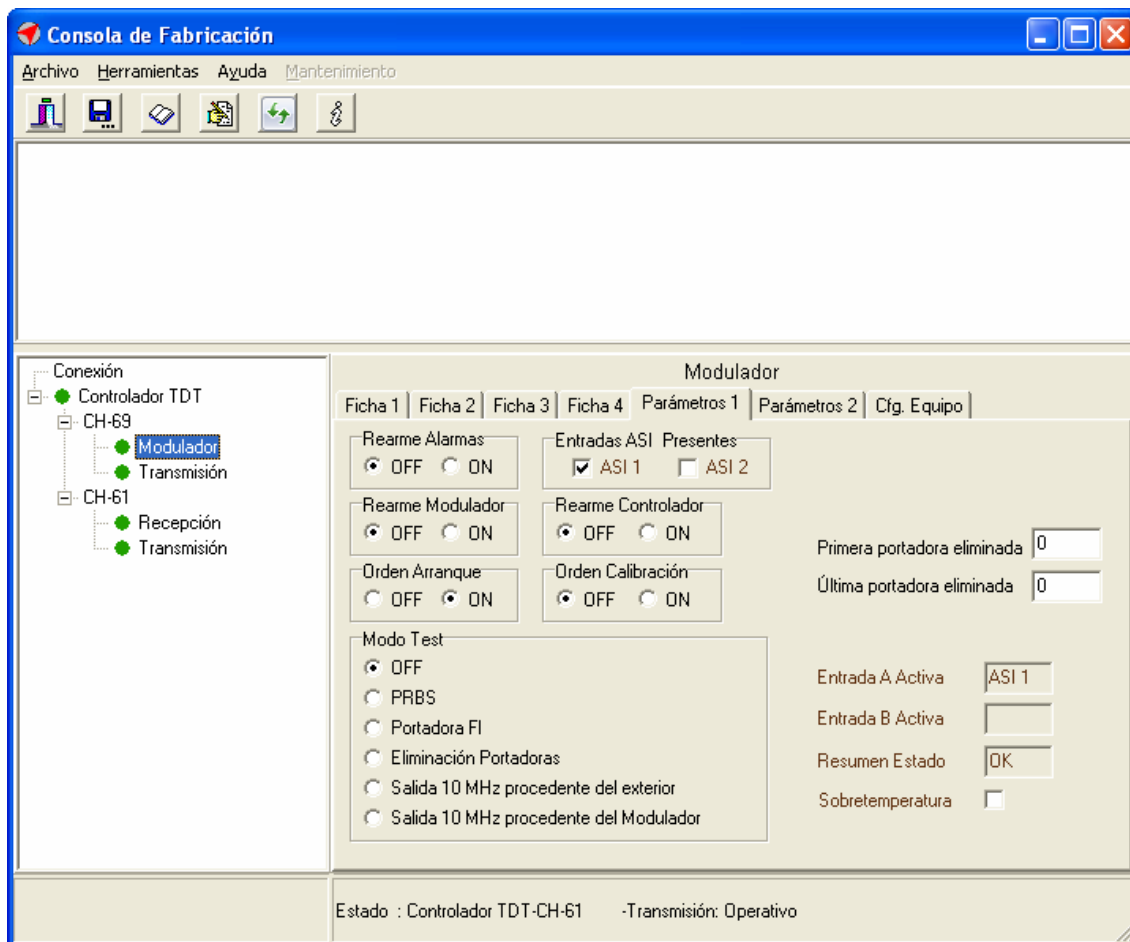 Consola de Fabricación
Archivo Herramientas Ayuda Mantenimiento
Conexión
Controlador TDT
CH-69
Modulador
Transmisión
CH-61
Recepción
Transmisión
Modulador
Ficha 1 Ficha 2 Ficha 3 Ficha 4 Parámetros 1 Parámetros 2 Cfg. Equipo
Rearme Alarmas
OFF ON
Entradas ASI Presentes
ASI 1 ASI 2
Rearme Modulador
OFF ON
Rearme Controlador
OFF ON
Orden Arranque
OFF ON
Orden Calibración
OFF ON
Primera portadora eliminada 0
Última portadora eliminada 0
Modo Test
OFF
PRBS
Portadora FI
Eliminación Portadoras
Salida 10 MHz procedente del exterior
Salida 10 MHz procedente del Modulador
Entrada A Activa ASI 1
Entrada B Activa
Resumen Estado OK
Sobretemperatura
Estado : Controlador TDT-CH-61 -Transmisión: Operativo